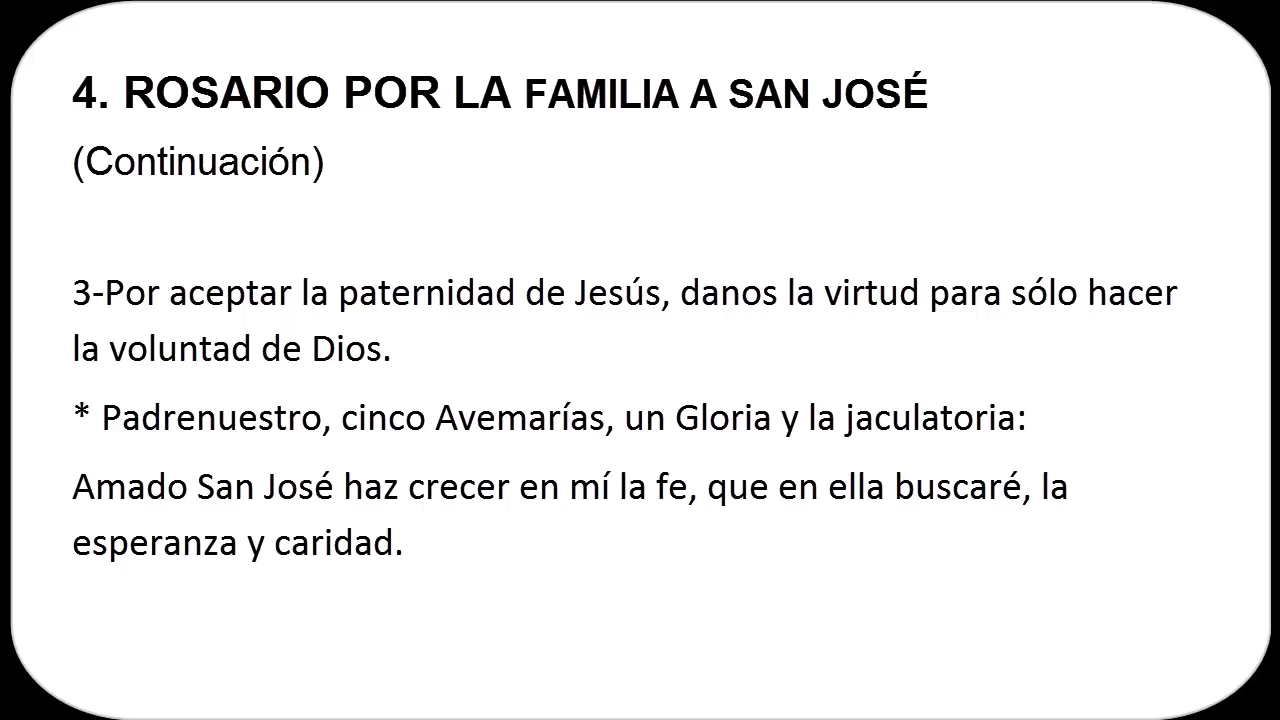 4. ROSARIO POR LA FAMILIA A SAN JOSÉ
(Continuación)
3-Por aceptar la paternidad de Jesús, danos la virtud para sólo hacer
la voluntad de Dios.
* Padrenuestro, cinco Avemarías, un Gloria y la jaculatoria:
Amado San José haz crecer en mí la fe, que en ella buscaré, la
esperanza y caridad.